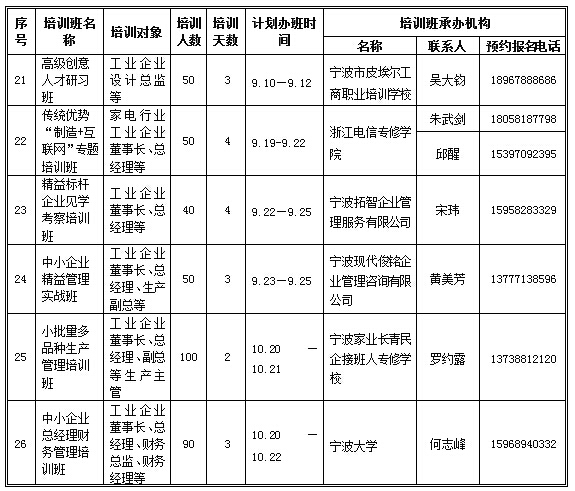 序号 培训班名称 培训对象 培训人数 培训天数 计划办班时间 培训班承办机构
名称 联系人 预约报名电话
21 高级创意人才研习班 工业企业设计总监等 50 3 9.10—9.12 宁波市皮埃尔工商职业培训学校 吴大钧 18967888686
22 传统优势“制造+互联网”专题培训班 家电行业工业企业董事长、总经理等 50 4 9.19-9.22 浙江电信专修学院 朱武剑 18058187798
邱醒 15397092395
23 精益标杆企业见学考察培训班 工业企业董事长、总经理等 40 4 9.22—9.25 宁波拓智企业管理服务有限公司 宋玮 15958283329
24 中小企业精益管理实战班 工业企业董事长、总经理、生产副总等 50 3 9.23—9.25 宁波现代俊铭企业管理咨询有限公司 黄美芳 13777138596
25 小批量多品种生产管理培训班 工业企业董事长、总经理、副总等生产主管 100 2 10.20 — 10.21 宁波家业长青民企接班人专修学校 罗约露 13738812120
26 中小企业总经理财务管理培训班 工业企业董事长、总经理、财务总监、财务经理等 90 3 10.20 — 10.22 宁波大学 何志峰 15968940332